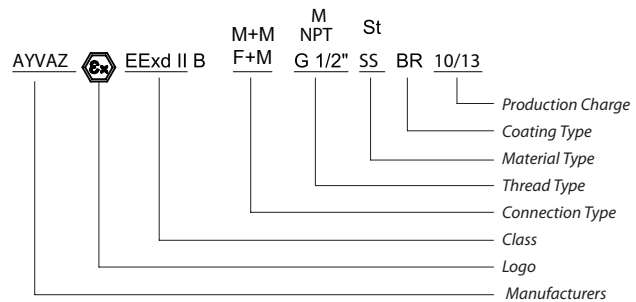 M
M+M NPT St
AYVAZ Ex EExd II B F+M G 1/2" SS BR 10/13
Production Charge
Coating Type
Material Type
Thread Type
Connection Type
Class
Logo
Manufacturers